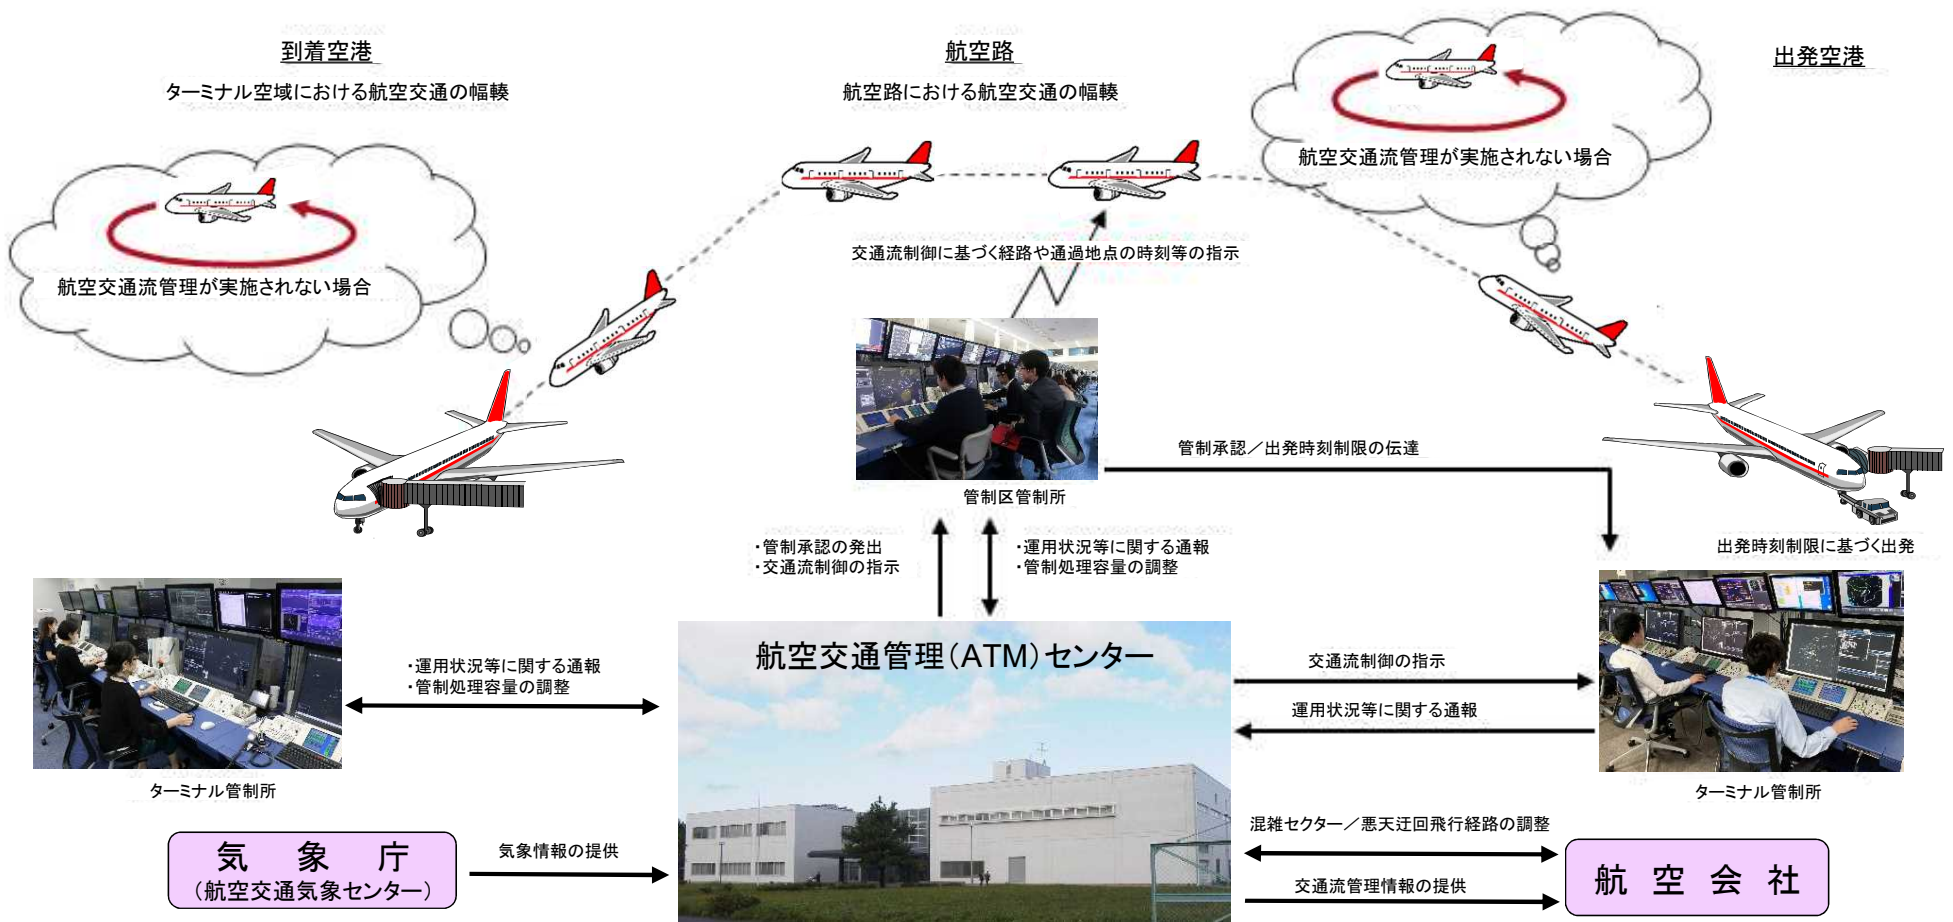 到着空港
ターミナル空域における航空交通の輻輳
航空路
航空路における航空交通の輻輳
出発空港
航空交通流管理が実施されない場合
航空交通流管理が実施されない場合
交通流制御に基づく経路や通過地点の時刻等の指示
管制区管制所
管制承認／出発時刻制限の伝達
出発時刻制限に基づく出発
・管制承認の発出
・交通流制御の指示
・運用状況等に関する通報
・管制処理容量の調整
ターミナル管制所
・運用状況等に関する通報
・管制処理容量の調整
航空交通管理(ATM)センター
交通流制御の指示
運用状況等に関する通報
ターミナル管制所
気象庁
（航空交通気象センター）
気象情報の提供
混雑セクター／悪天迂回飛行経路の調整
交通流管理情報の提供
航空会社